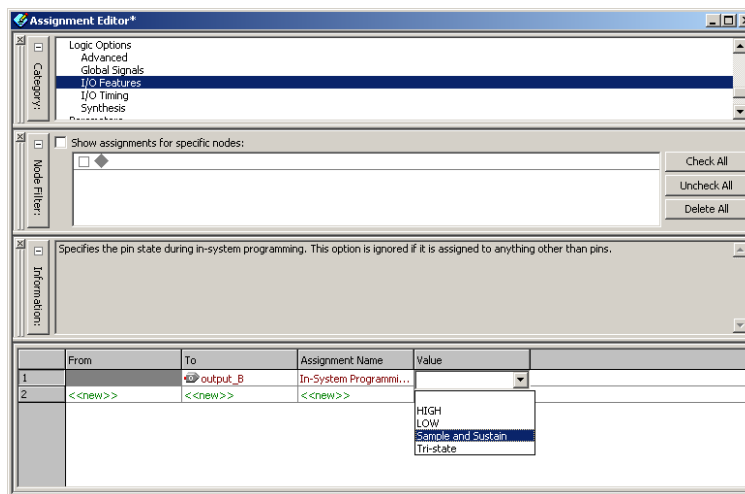 Assignment Editor*
Category:
Logic Options
Advanced
Global Signals
I/O Features
I/O Timing
Synthesis
Node Filter:
Show assignments for specific nodes:
Check All
Uncheck All
Delete All
Information:
Specifies the pin state during in-system programming. This option is ignored if it is assigned to anything other than pins.
From To Assignment Name Value
1 output_B In-System Programmi...
2 <<new>> <<new>> <<new>>
HIGH
LOW
Sample and Sustain
Tri-state